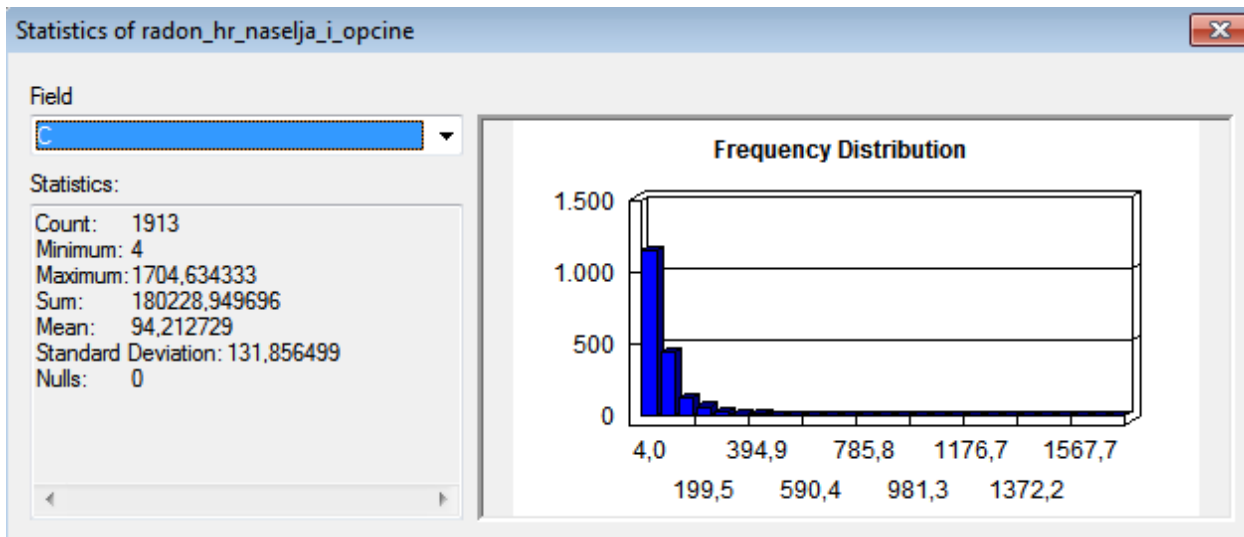 Statistics of radon_hr_naselja_i_opcine
Field
C
Statistics:
Count: 1913
Minimum: 4
Maximum: 1704,634333
Sum: 180228,949696
Mean: 94,212729
Standard Deviation: 131,856499
Nulls: 0
Frequency Distribution
1.500
1.000
500
0
4,0 394,9 785,8 1176,7 1567,7
199,5 590,4 981,3 1372,2